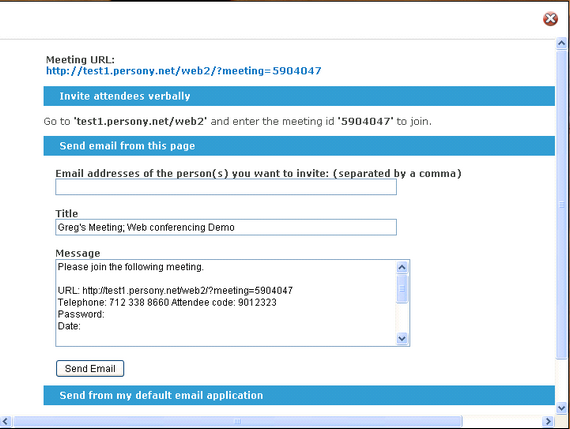 Meeting URL:
http://test1.persony.net/web2/?meeting=5904047
Invite attendees verbally
Go to 'test1.persony.net/web2' and enter the meeting id '5904047' to join.
Send email from this page
Email addresses of the person(s) you want to invite: (separated by a comma)
Title
Greg's Meeting; Web conferencing Demo
Message
Please join the following meeting.
URL: http://test1.persony.net/web2/?meeting=5904047
Telephone: 712 338 8660 Attendee code: 9012323
Password:
Date:
Send Email
Send from my default email application